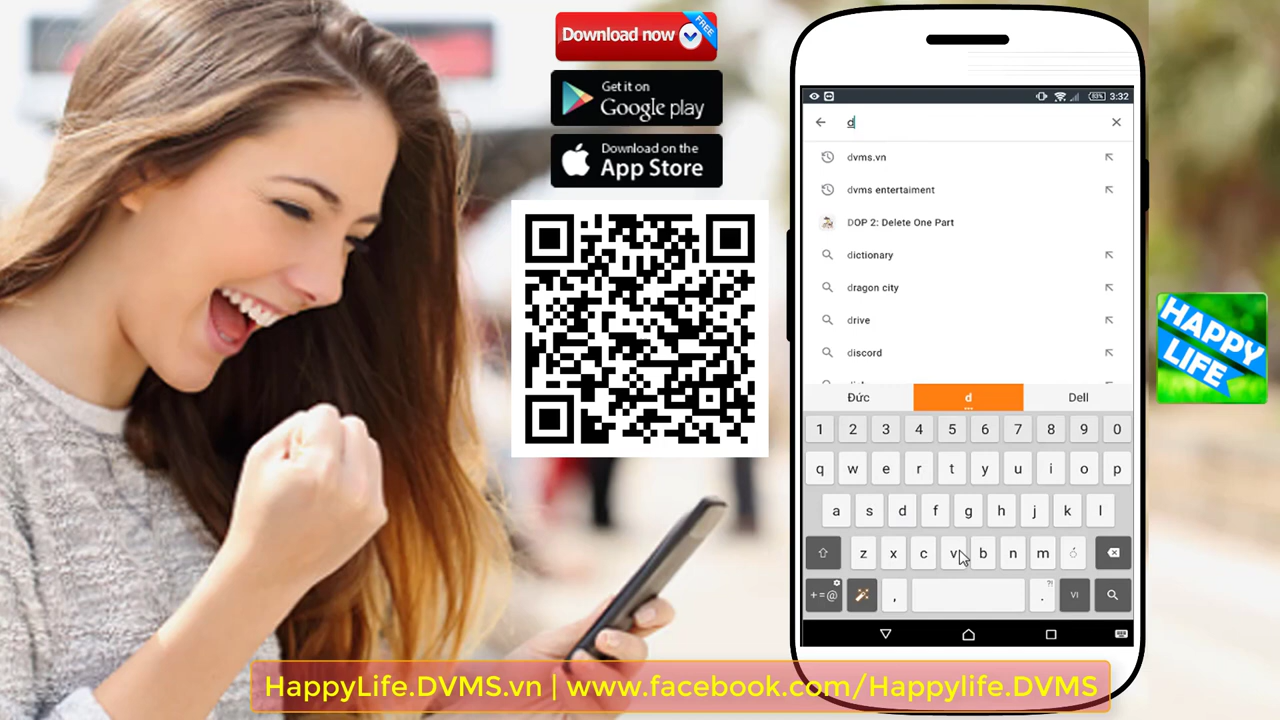 Download now
FREE
Get it on
Google play
Download on the
App Store
83% 3:32
d
dvms.vn
dvms entertaiment
DOP 2: Delete One Part
dictionary
dragon city
drive
discord
Đức d Dell
1 2 3 4 5 6 7 8 9 0
q w e r t y u i o p
a s d f g h j k l
z x c v b n m
+=@ , . ?! VI
HAPPY
LIFE
HappyLife.DVMS.vn | www.facebook.com/Happylife.DVMS